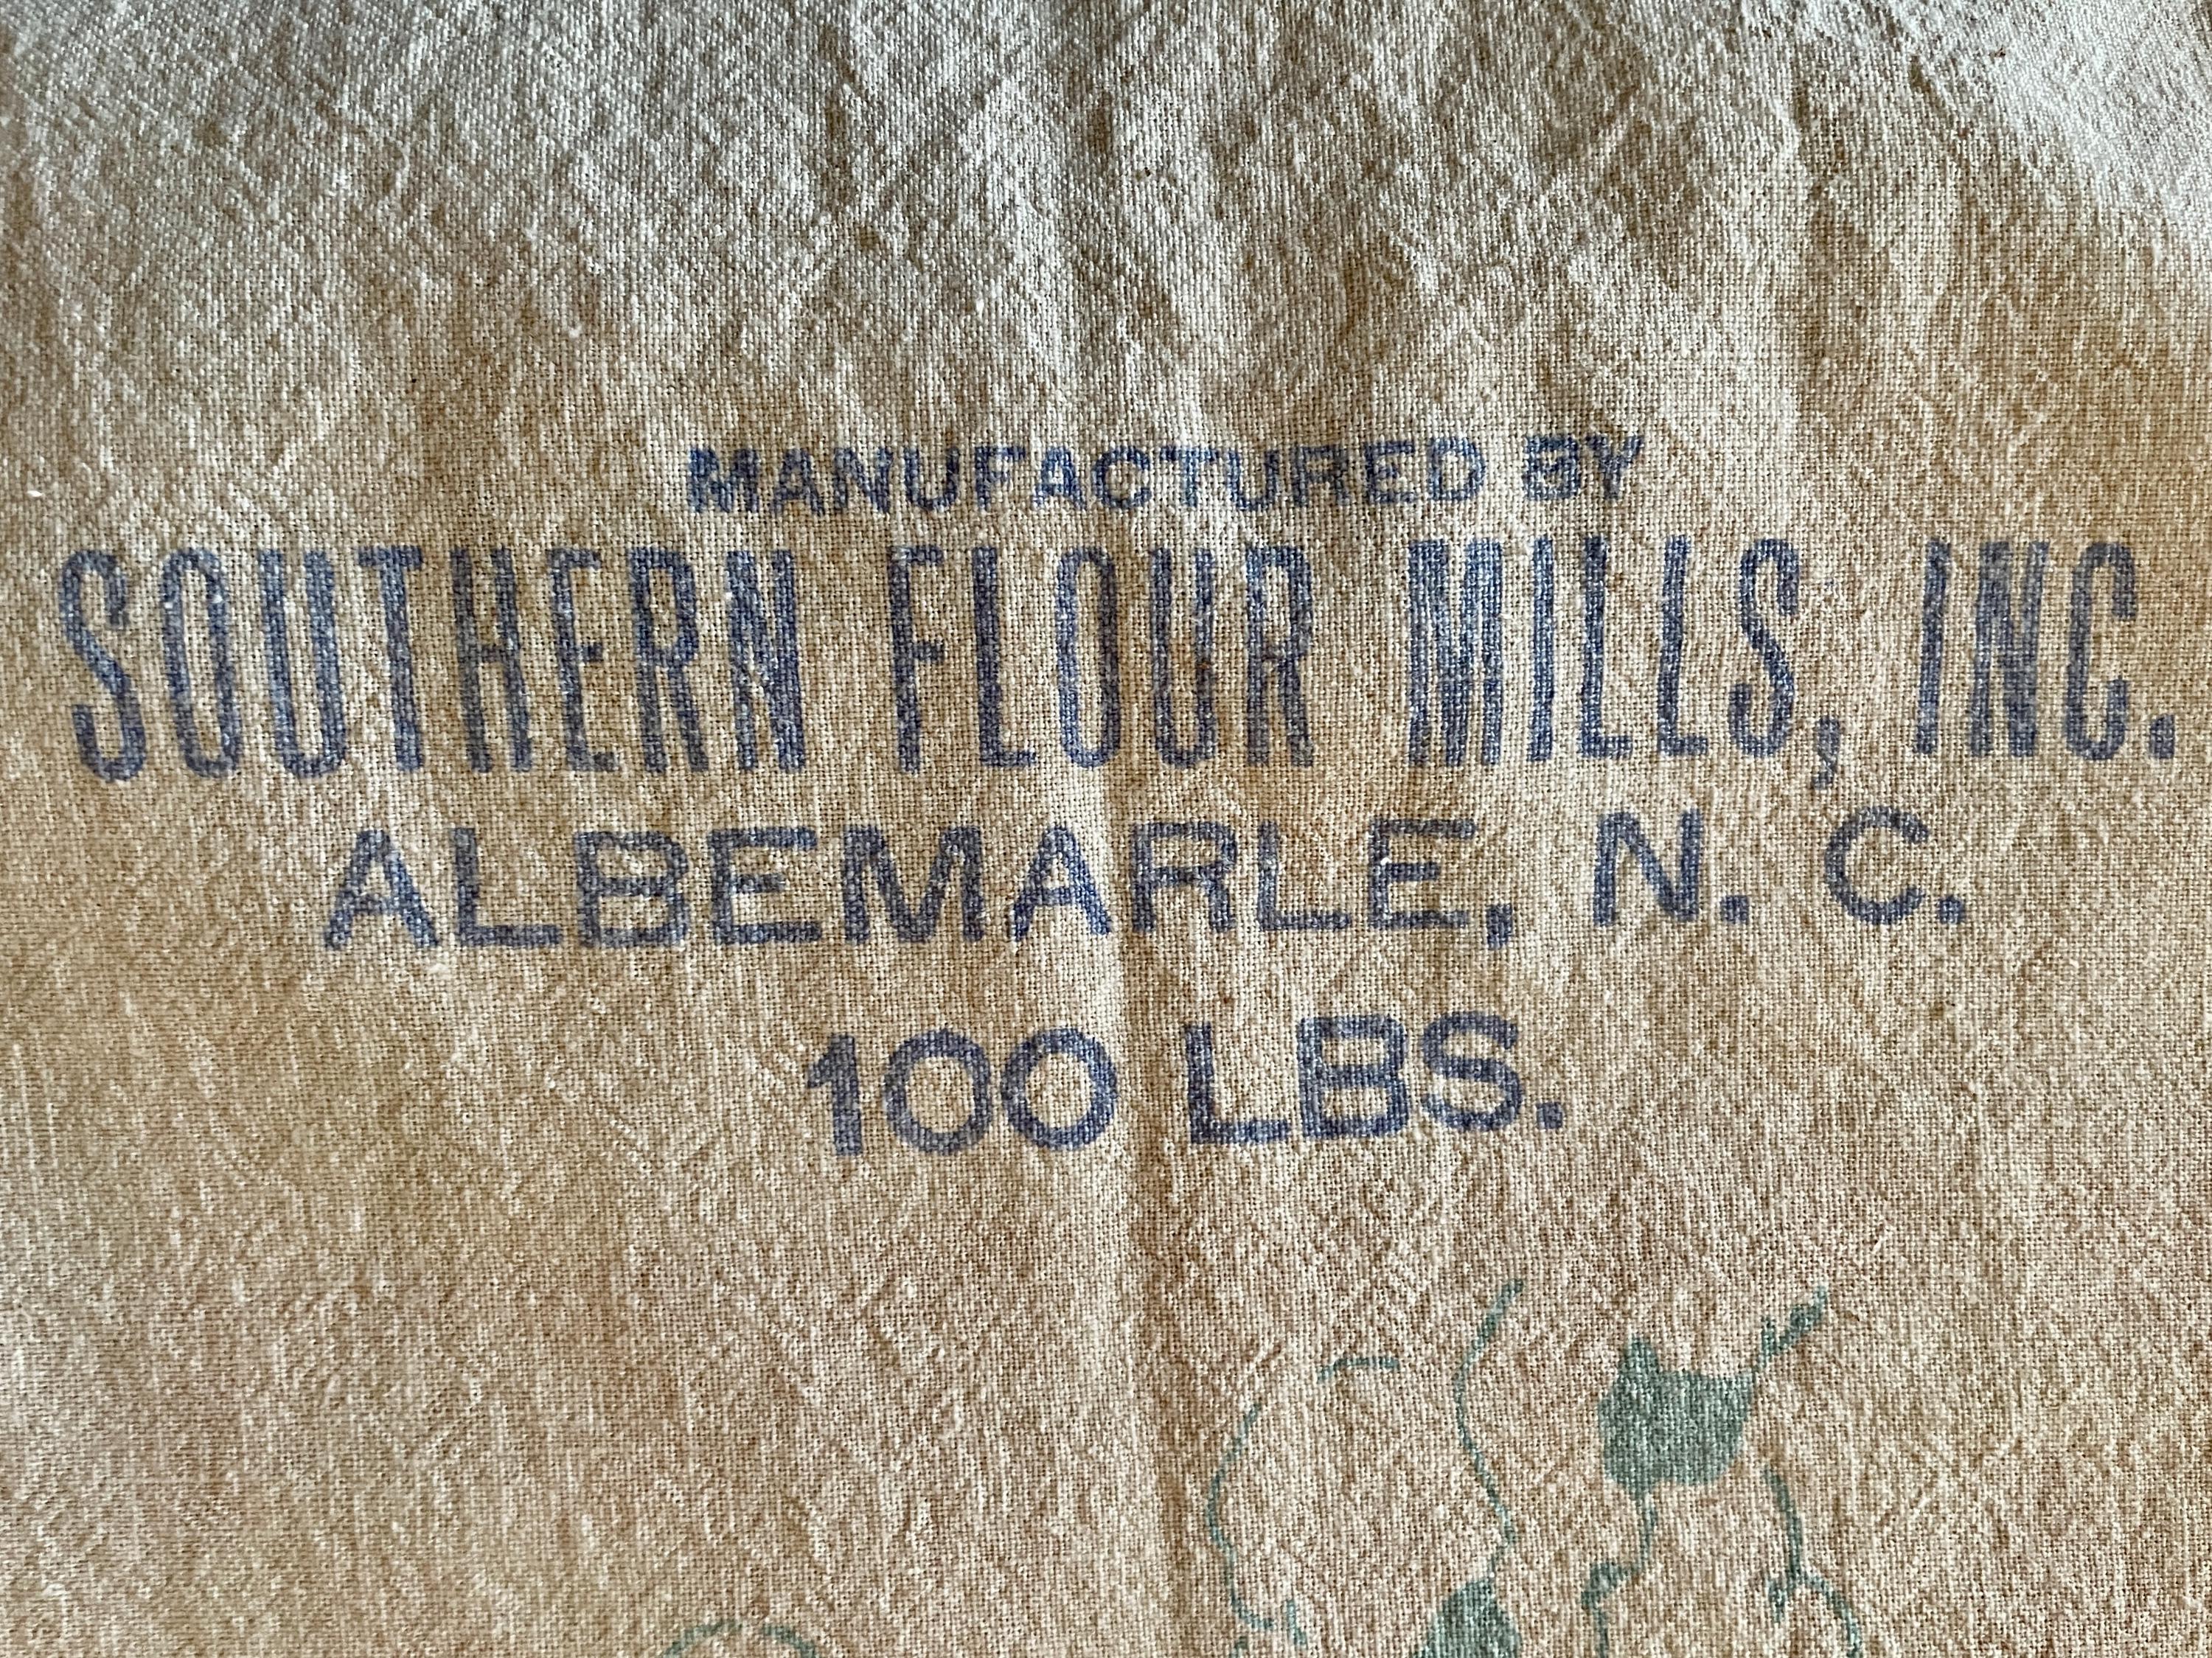 MANUFACTURED BY
SOUTHERN FLOUR MILLS, INC.
ALBEMARLE, N. C.
100 LBS.